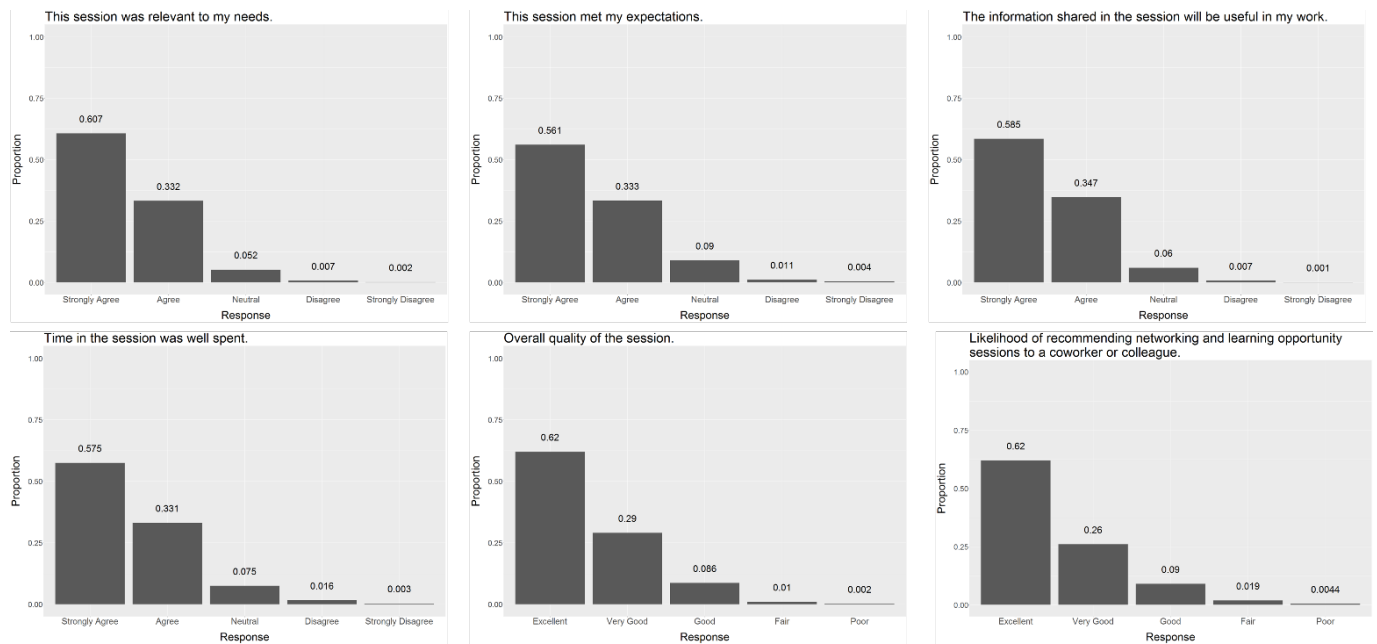 This session was relevant to my needs.
1.00
0.75
0.50
0.25
0.00
Proportion
0.607
0.332
0.052
0.007
0.002
Strongly Agree Agree Neutral Disagree Strongly Disagree
Response
This session met my expectations.
1.00
0.75
0.50
0.25
0.00
Proportion
0.561
0.333
0.09
0.011
0.004
Strongly Agree Agree Neutral Disagree Strongly Disagree
Response
The information shared in the session will be useful in my work.
1.00
0.75
0.50
0.25
0.00
Proportion
0.585
0.347
0.06
0.007
0.001
Strongly Agree Agree Neutral Disagree Strongly Disagree
Response
Time in the session was well spent.
1.00
0.75
0.50
0.25
0.00
Proportion
0.575
0.331
0.075
0.016
0.003
Strongly Agree Agree Neutral Disagree Strongly Disagree
Response
Overall quality of the session.
1.00
0.75
0.50
0.25
0.00
Proportion
0.62
0.29
0.086
0.01
0.002
Excellent Very Good Good Fair Poor
Response
Likelihood of recommending networking and learning opportunity
sessions to a coworker or colleague.
1.00
0.75
0.50
0.25
0.00
Proportion
0.62
0.26
0.09
0.019
0.0044
Excellent Very Good Good Fair Poor
Response